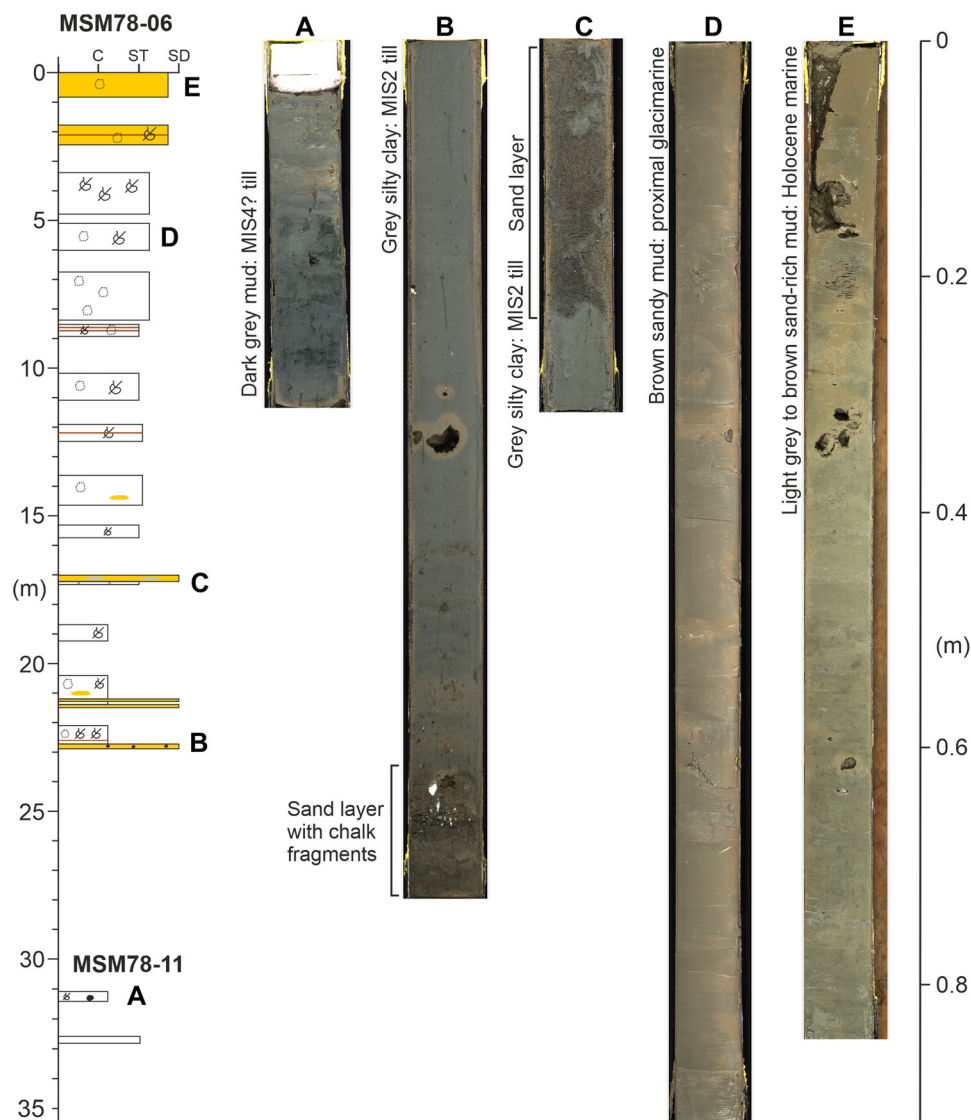 MSM78-06
C ST SD
0
5
10
15
(m)
20
25
30
35
E
D
C
B
MSM78-11
A
A
Dark grey mud: MIS4? till
B
Grey silty clay: MIS2 till
Sand layer
with chalk
fragments
C
Sand layer
Grey silty clay: MIS2 till
D
Brown sandy mud: proximal glacimarine
E
Light grey to brown sand-rich mud: Holocene marine
0
0.2
0.4
(m)
0.6
0.8